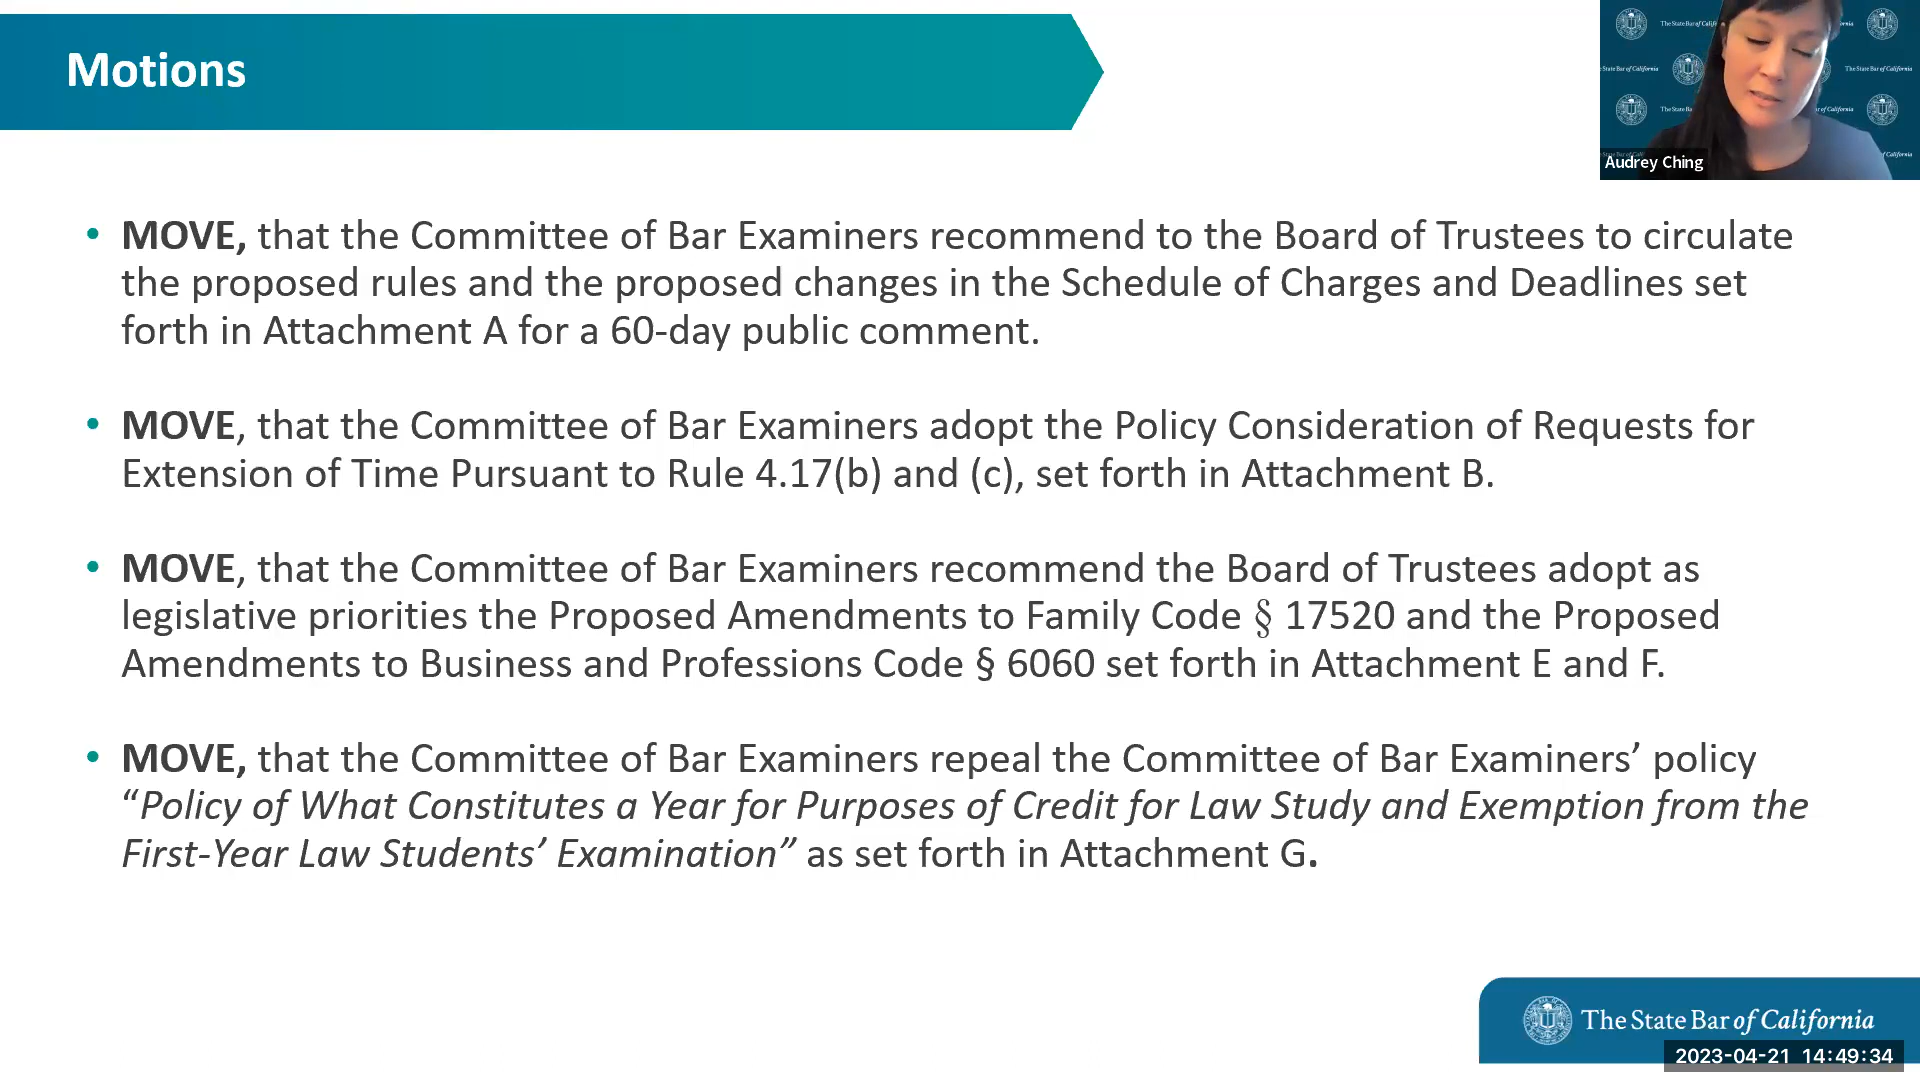 Motions
The State Bar of California
Audrey Ching
• MOVE, that the Committee of Bar Examiners recommend to the Board of Trustees to circulate
the proposed rules and the proposed changes in the Schedule of Charges and Deadlines set
forth in Attachment A for a 60-day public comment.
• MOVE, that the Committee of Bar Examiners adopt the Policy Consideration of Requests for
Extension of Time Pursuant to Rule 4.17(b) and (c), set forth in Attachment B.
• MOVE, that the Committee of Bar Examiners recommend the Board of Trustees adopt as
legislative priorities the Proposed Amendments to Family Code § 17520 and the Proposed
Amendments to Business and Professions Code § 6060 set forth in Attachment E and F.
• MOVE, that the Committee of Bar Examiners repeal the Committee of Bar Examiners’ policy
“Policy of What Constitutes a Year for Purposes of Credit for Law Study and Exemption from the
First-Year Law Students’ Examination” as set forth in Attachment G.
The State Bar of California
2023-04-21 14:49:34